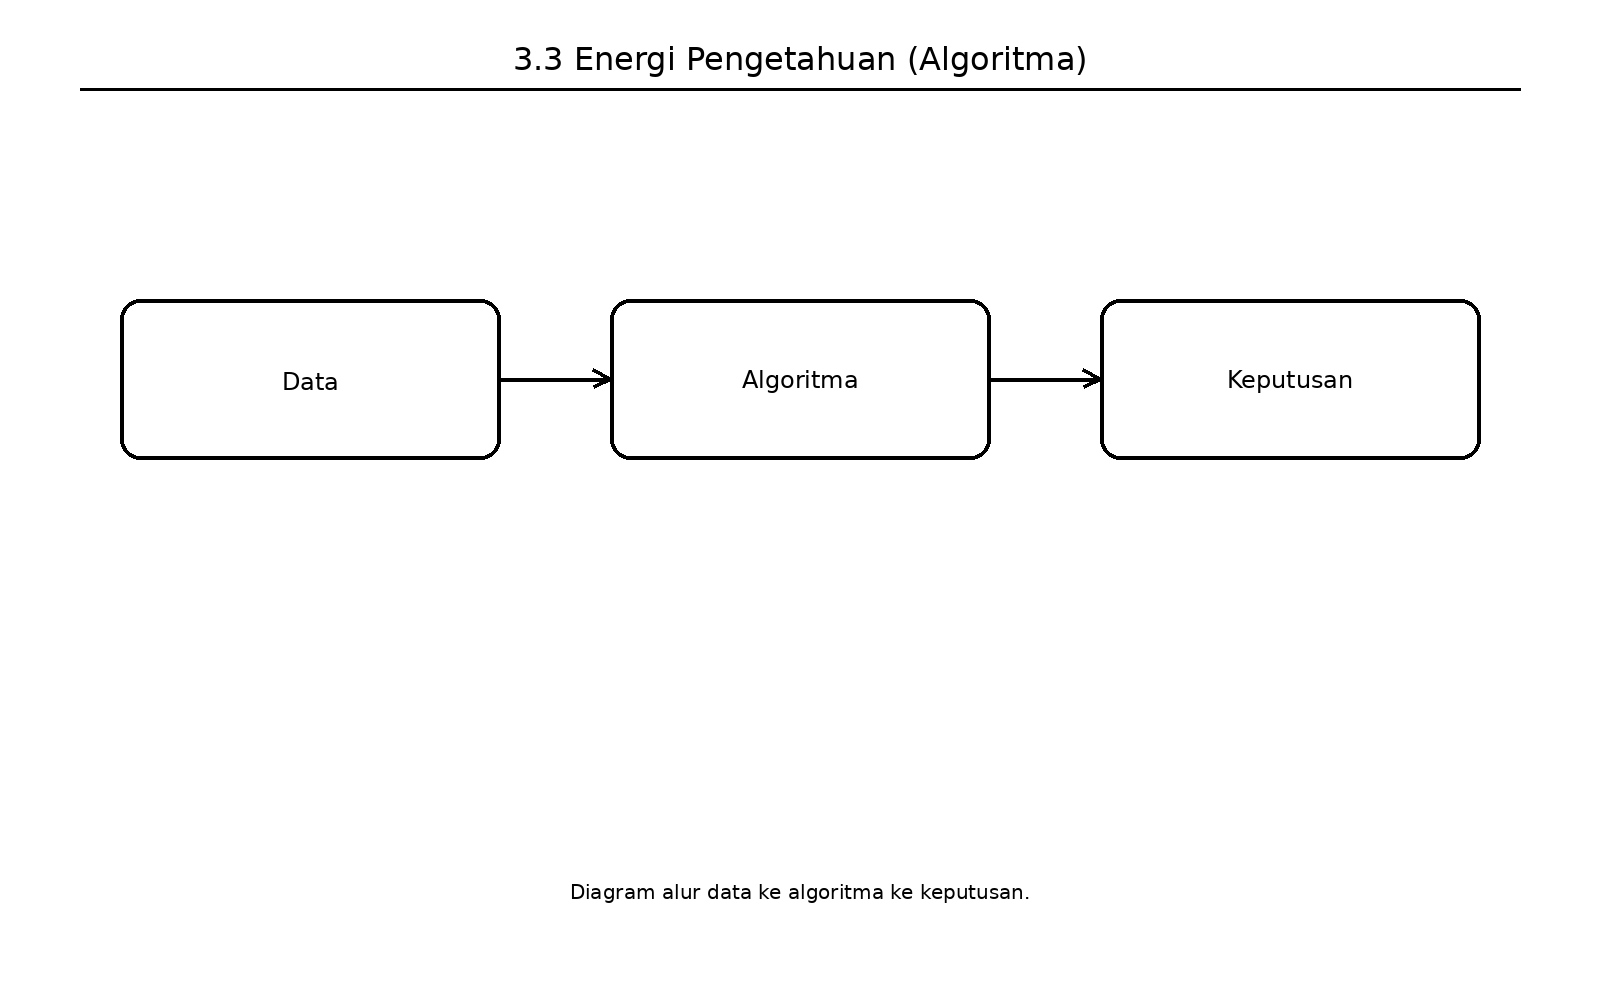 3.3 Energi Pengetahuan (Algoritma)
Data
Algoritma
Keputusan
Diagram alur data ke algoritma ke keputusan.